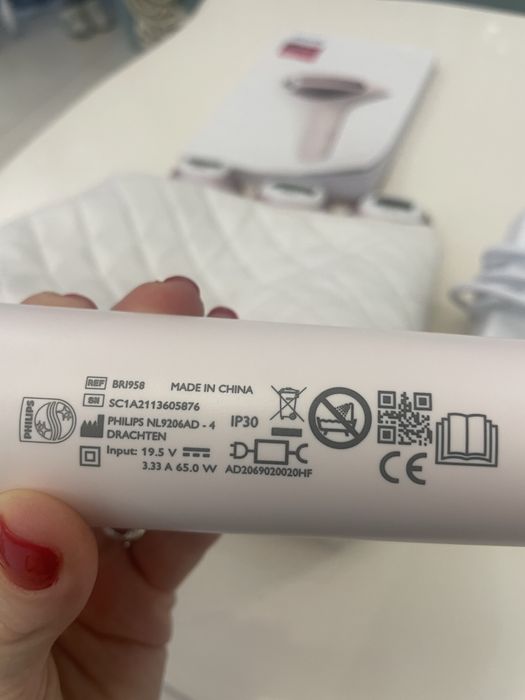 PHILIPS
REF BRI958 MADE IN CHINA
SN SC1A2113605876
PHILIPS NL9206AD - 4
DRACHTEN
IP30
Input: 19.5 V
3.33 A 65.0 W
AD2069020020HF
CE